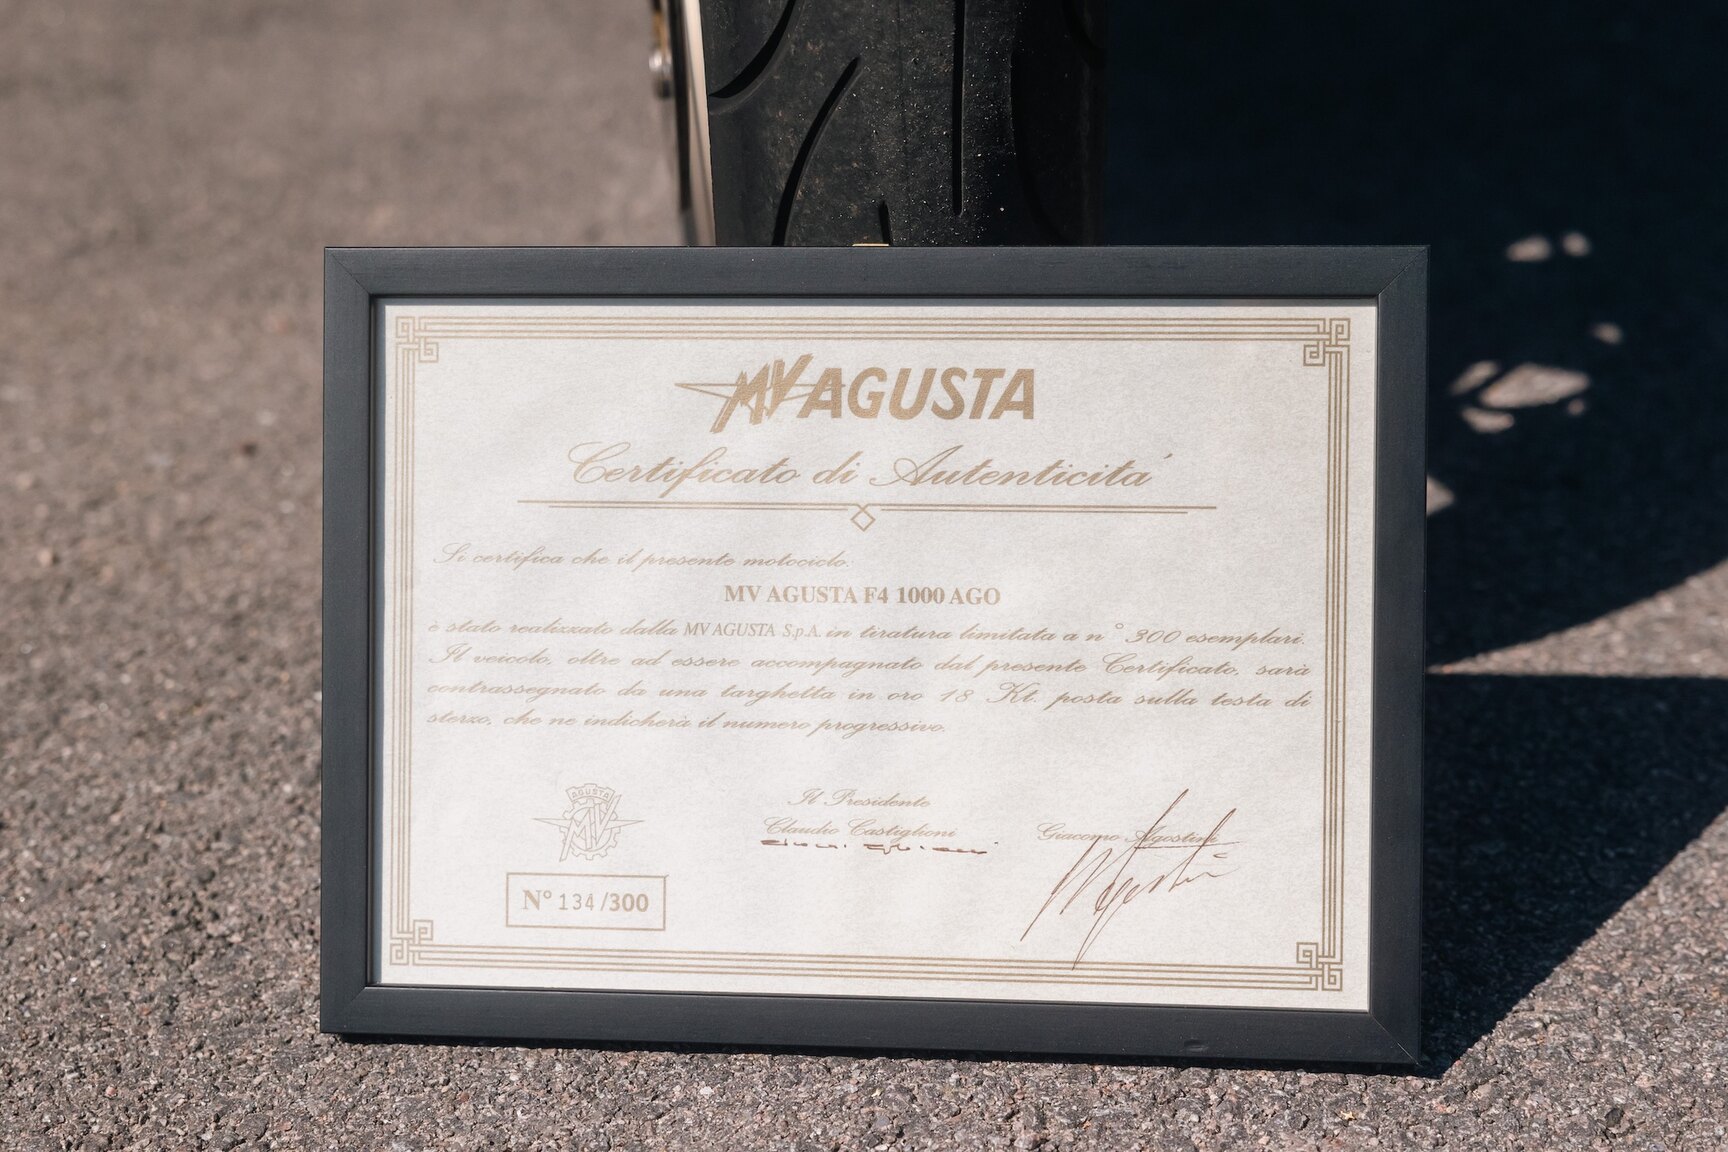 MV AGUSTA
Certificato di Autenticita'
Si certifica che il presente motociclo:
MV AGUSTA F4 1000 AGO
è stato realizzato dalla MV AGUSTA S.p.A. in tiratura limitata a n° 300 esemplari.
Il veicolo, oltre ad essere accompagnato dal presente Certificato, sarà
contrassegnato da una targhetta in oro 18 Kt. posta sulla testa di
sterzo, che ne indicherà il numero progressivo.
AGUSTA
MV
Il Presidente
Claudio Castiglioni
Giacomo Agostini
N° 134/300